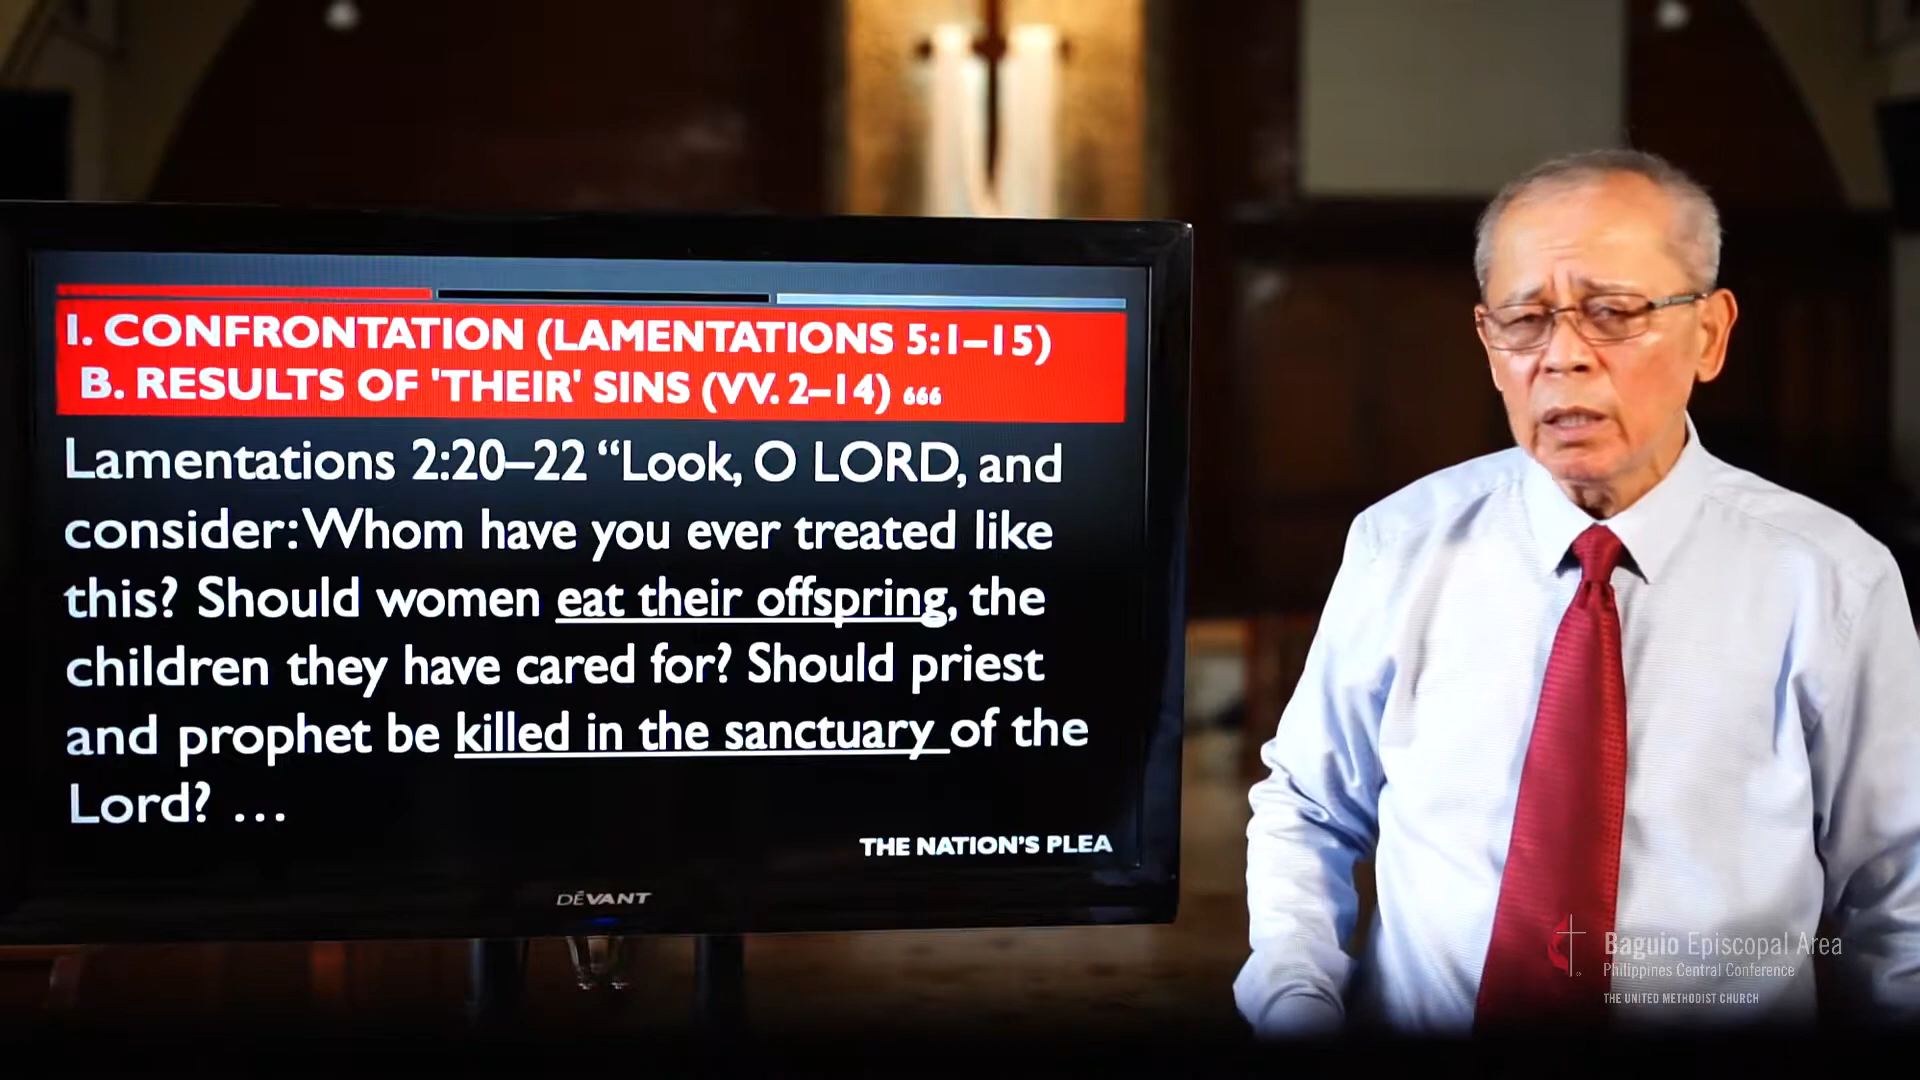 I. CONFRONTATION (LAMENTATIONS 5:1–15)
B. RESULTS OF 'THEIR' SINS (VV. 2–14) 666
Lamentations 2:20–22 “Look, O LORD, and
consider: Whom have you ever treated like
this? Should women eat their offspring, the
children they have cared for? Should priest
and prophet be killed in the sanctuary of the
Lord? …
THE NATION'S PLEA
DEVANT
Baguio Episcopal Area
Philippines Central Conference
THE UNITED METHODIST CHURCH